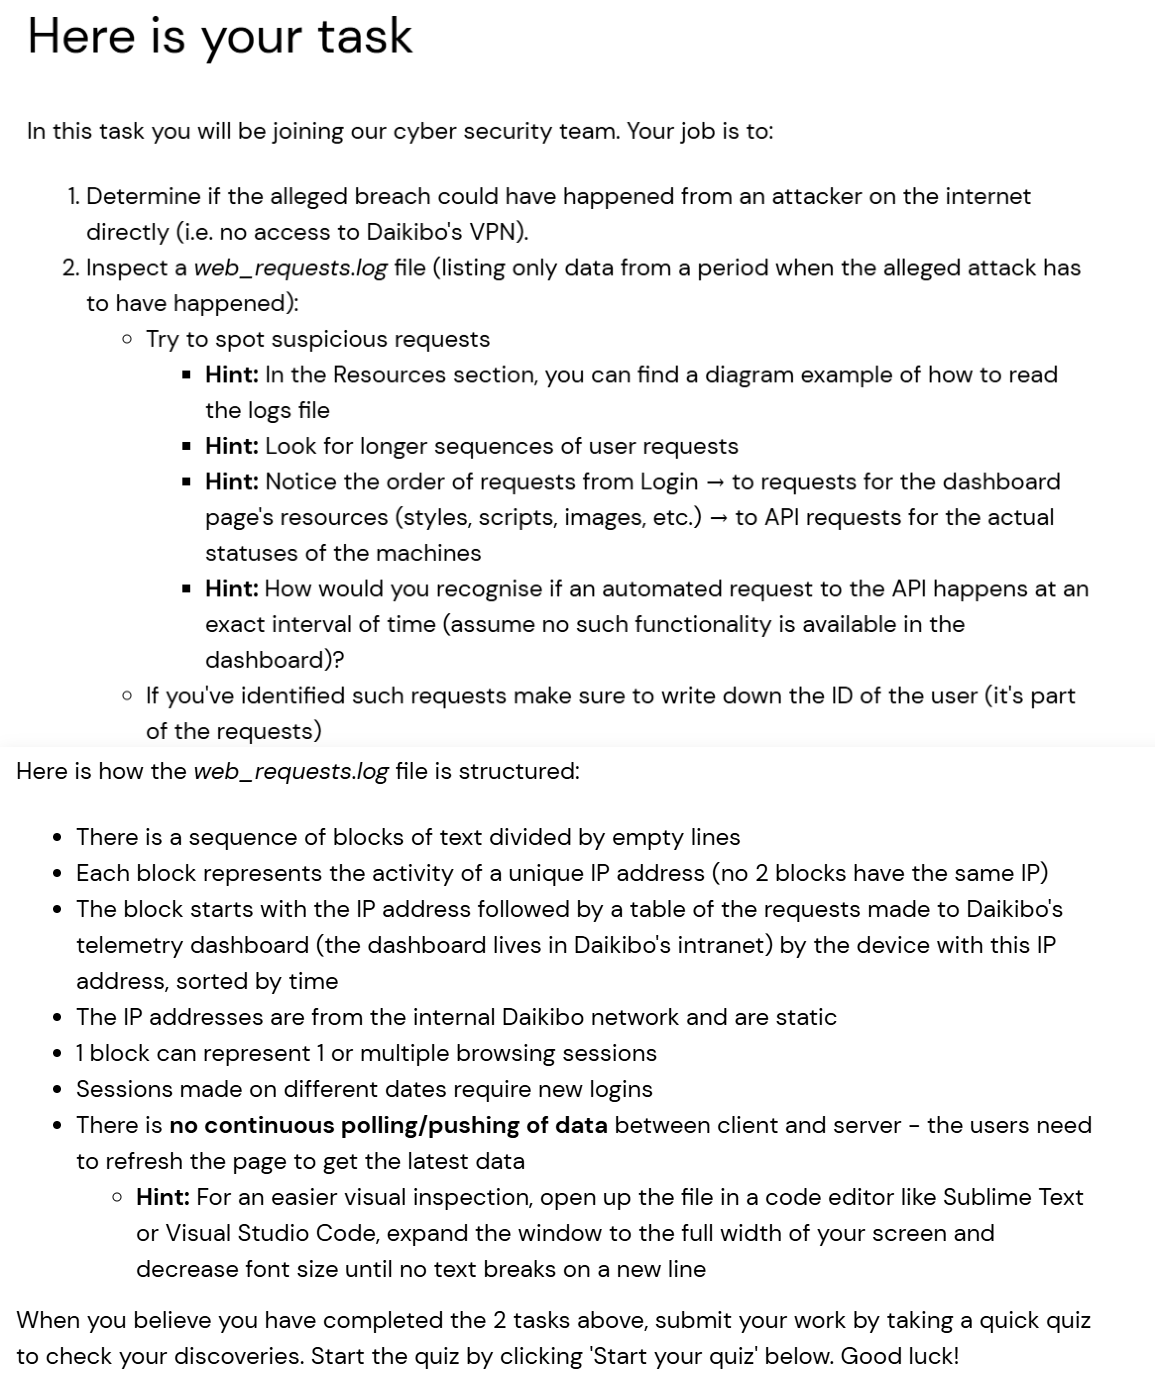 Here is your task
In this task you will be joining our cyber security team. Your job is to:
1. Determine if the alleged breach could have happened from an attacker on the internet
directly (i.e. no access to Daikibo's VPN).
2. Inspect a web_requests.log file (listing only data from a period when the alleged attack has
to have happened):
○ Try to spot suspicious requests
▪ Hint: In the Resources section, you can find a diagram example of how to read
the logs file
▪ Hint: Look for longer sequences of user requests
▪ Hint: Notice the order of requests from Login → to requests for the dashboard
page's resources (styles, scripts, images, etc.) → to API requests for the actual
statuses of the machines
▪ Hint: How would you recognise if an automated request to the API happens at an
exact interval of time (assume no such functionality is available in the
dashboard)?
○ If you've identified such requests make sure to write down the ID of the user (it's part
of the requests)
Here is how the web_requests.log file is structured:
• There is a sequence of blocks of text divided by empty lines
• Each block represents the activity of a unique IP address (no 2 blocks have the same IP)
• The block starts with the IP address followed by a table of the requests made to Daikibo's
telemetry dashboard (the dashboard lives in Daikibo's intranet) by the device with this IP
address, sorted by time
• The IP addresses are from the internal Daikibo network and are static
• 1 block can represent 1 or multiple browsing sessions
• Sessions made on different dates require new logins
• There is no continuous polling/pushing of data between client and server - the users need
to refresh the page to get the latest data
○ Hint: For an easier visual inspection, open up the file in a code editor like Sublime Text
or Visual Studio Code, expand the window to the full width of your screen and
decrease font size until no text breaks on a new line
When you believe you have completed the 2 tasks above, submit your work by taking a quick quiz
to check your discoveries. Start the quiz by clicking 'Start your quiz' below. Good luck!